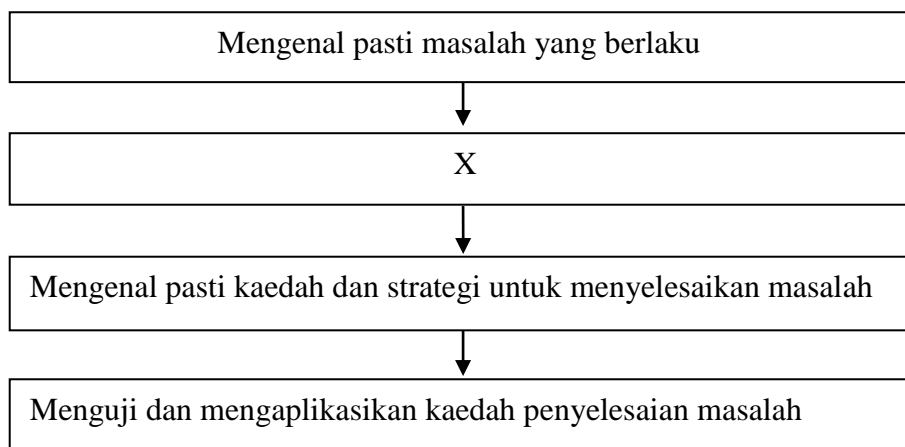 Mengenal pasti masalah yang berlaku
X
Mengenal pasti kaedah dan strategi untuk menyelesaikan masalah
Menguji dan mengaplikasikan kaedah penyelesaian masalah